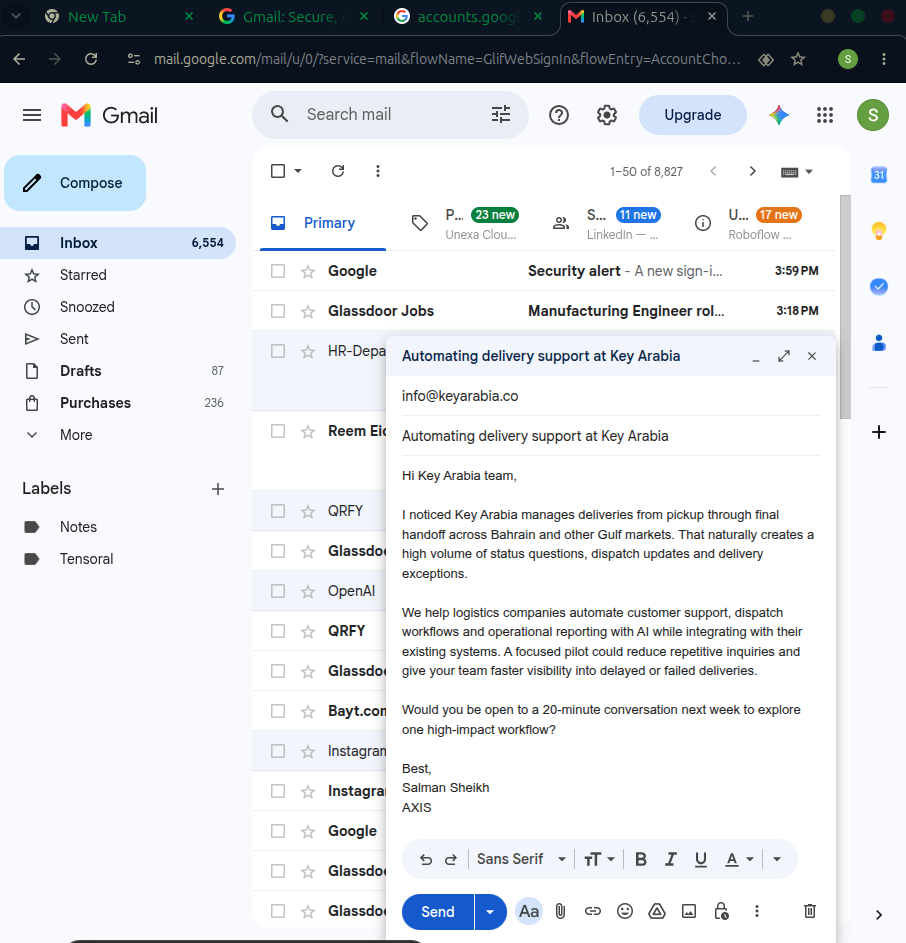 New Tab
Gmail: Secure, A
accounts.goog
Inbox (6,554) - s
mail.google.com/mail/u/0/?service=mail&flowName=GlifWebSignIn&flowEntry=AccountCho...
S
Gmail
Search mail
Upgrade
S
Compose
1–50 of 8,827
31
Primary
P... 23 new
Unexa Clou...
S... 11 new
LinkedIn — ...
U... 17 new
Roboflow ...
Inbox 6,554
Starred
Snoozed
Sent
Drafts 87
Purchases 236
More
Labels
Notes
Tensoral
Google Security alert - A new sign-i... 3:59 PM
Glassdoor Jobs Manufacturing Engineer rol... 3:18 PM
HR-Depa
Reem Eid
QRFY
Glassdoo
OpenAI
QRFY
Glassdoo
Bayt.com
Instagram
Instagra
Google
Glassdoo
Glassdoo
Automating delivery support at Key Arabia
info@keyarabia.co
Automating delivery support at Key Arabia
Hi Key Arabia team,
I noticed Key Arabia manages deliveries from pickup through final
handoff across Bahrain and other Gulf markets. That naturally creates a
high volume of status questions, dispatch updates and delivery
exceptions.
We help logistics companies automate customer support, dispatch
workflows and operational reporting with AI while integrating with their
existing systems. A focused pilot could reduce repetitive inquiries and
give your team faster visibility into delayed or failed deliveries.
Would you be open to a 20-minute conversation next week to explore
one high-impact workflow?
Best,
Salman Sheikh
AXIS
Sans Serif
B I U A
Send
Aa